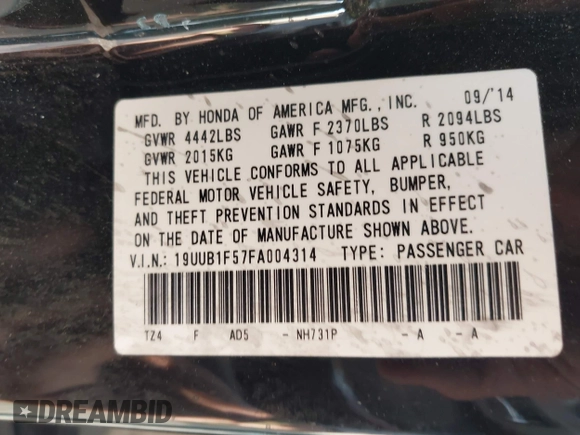 MFD. BY HONDA OF AMERICA MFG., INC. 09/'14
GVWR 4442LBS GAWR F 2370LBS R 2094LBS
GVWR 2015KG GAWR F 1075KG R 950KG
THIS VEHICLE CONFORMS TO ALL APPLICABLE
FEDERAL MOTOR VEHICLE SAFETY, BUMPER,
AND THEFT PREVENTION STANDARDS IN EFFECT
ON THE DATE OF MANUFACTURE SHOWN ABOVE.
V.I.N.: 19UUB1F57FA004314 TYPE: PASSENGER CAR
TZ4 F AD5 - NH731P - A - A
DREAMBID